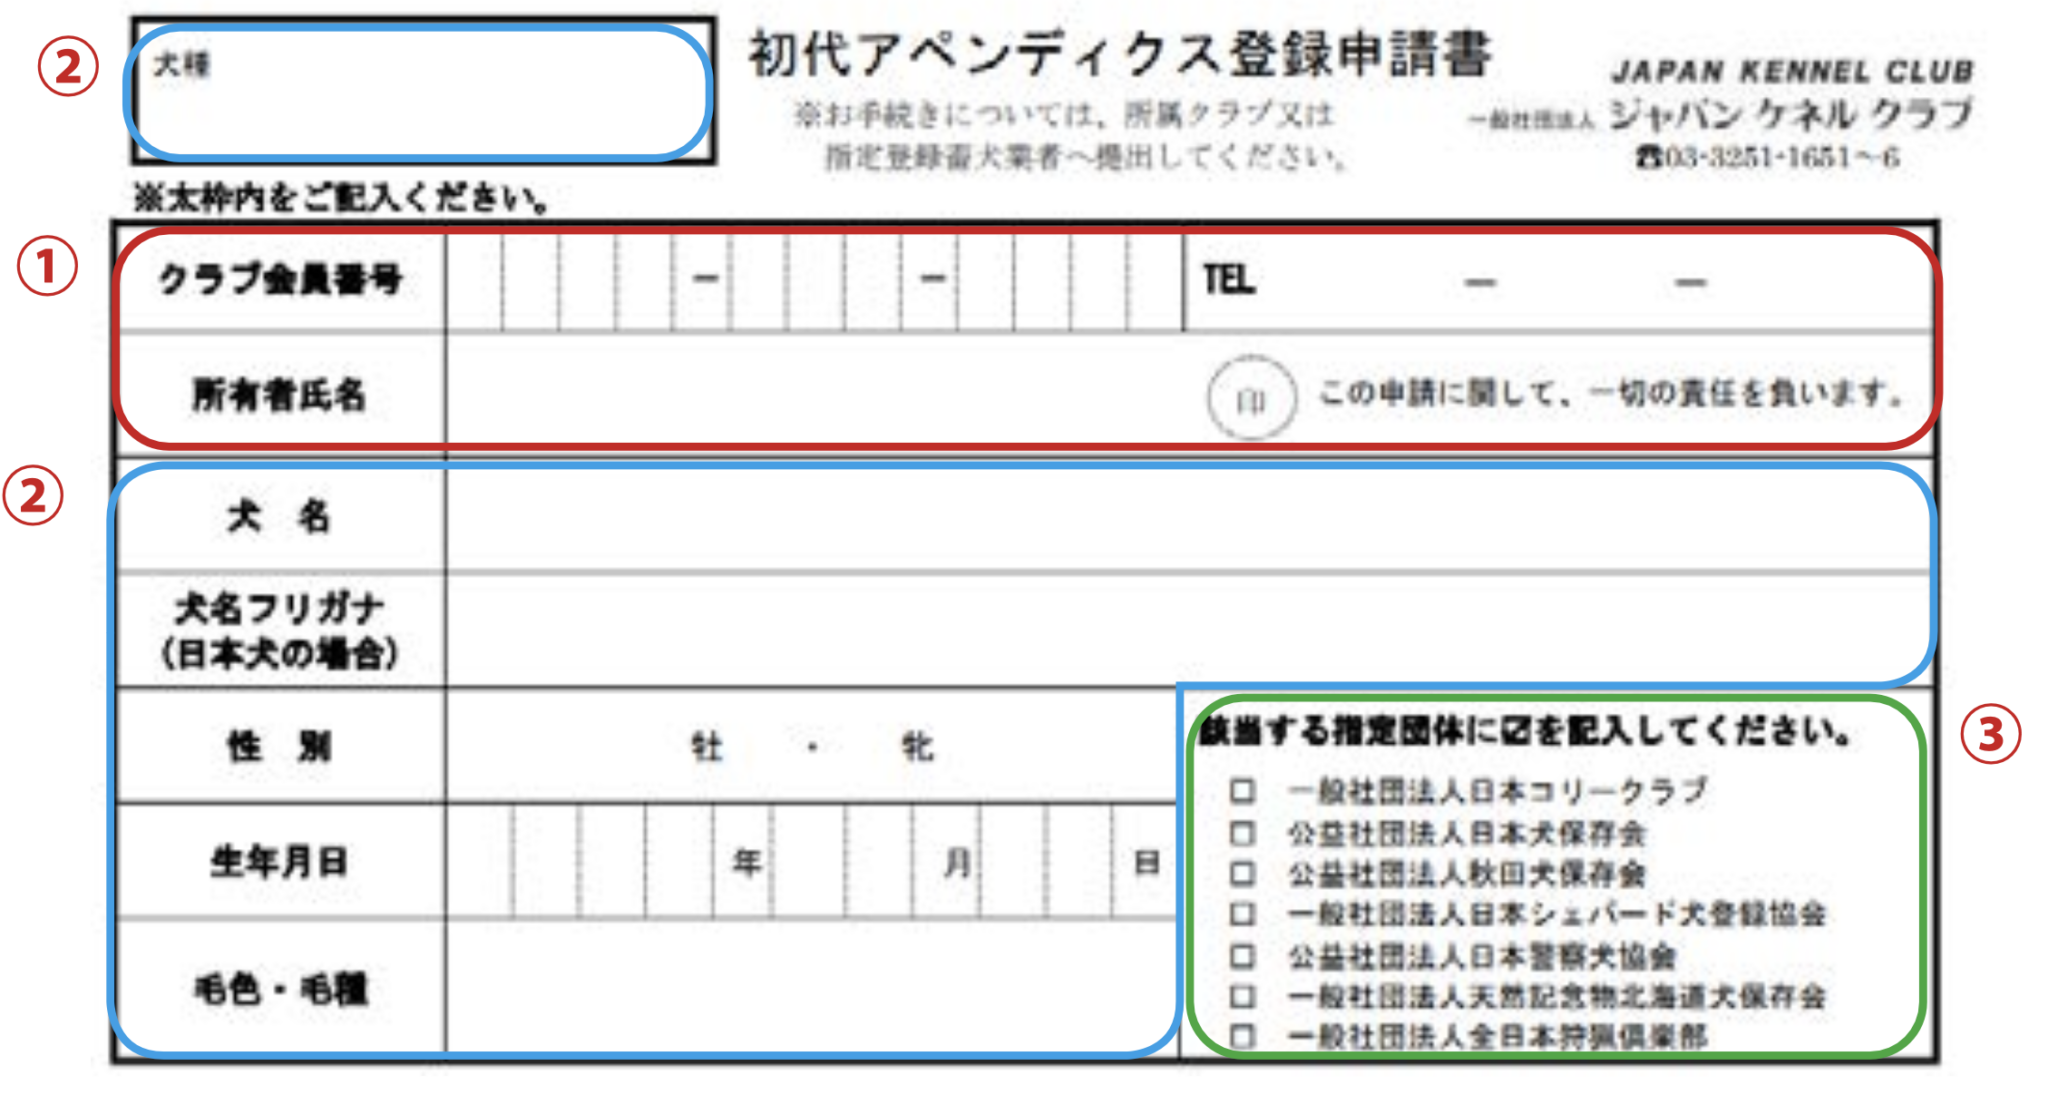 ②
犬種
初代アペンディクス登録申請書
※お手続きについては、所属クラブ又は
指定登録畜犬業者へ提出してください。
JAPAN KENNEL CLUB
一般社団法人 ジャパン ケネル クラブ
☎03-3251-1651~6
※太枠内をご記入ください。
①
クラブ会員番号 － － TEL － －
所有者氏名 印 この申請に関して、一切の責任を負います。
②
犬 名
犬名フリガナ
(日本犬の場合)
性 別 牡 ・ 牝
生年月日 年 月 日
毛色・毛種
③
該当する指定団体に☑を記入してください。
□ 一般社団法人日本コリークラブ
□ 公益社団法人日本犬保存会
□ 公益社団法人秋田犬保存会
□ 一般社団法人日本シェパード犬登録協会
□ 公益社団法人日本警察犬協会
□ 一般社団法人天然記念物北海道犬保存会
□ 一般社団法人全日本狩猟倶楽部